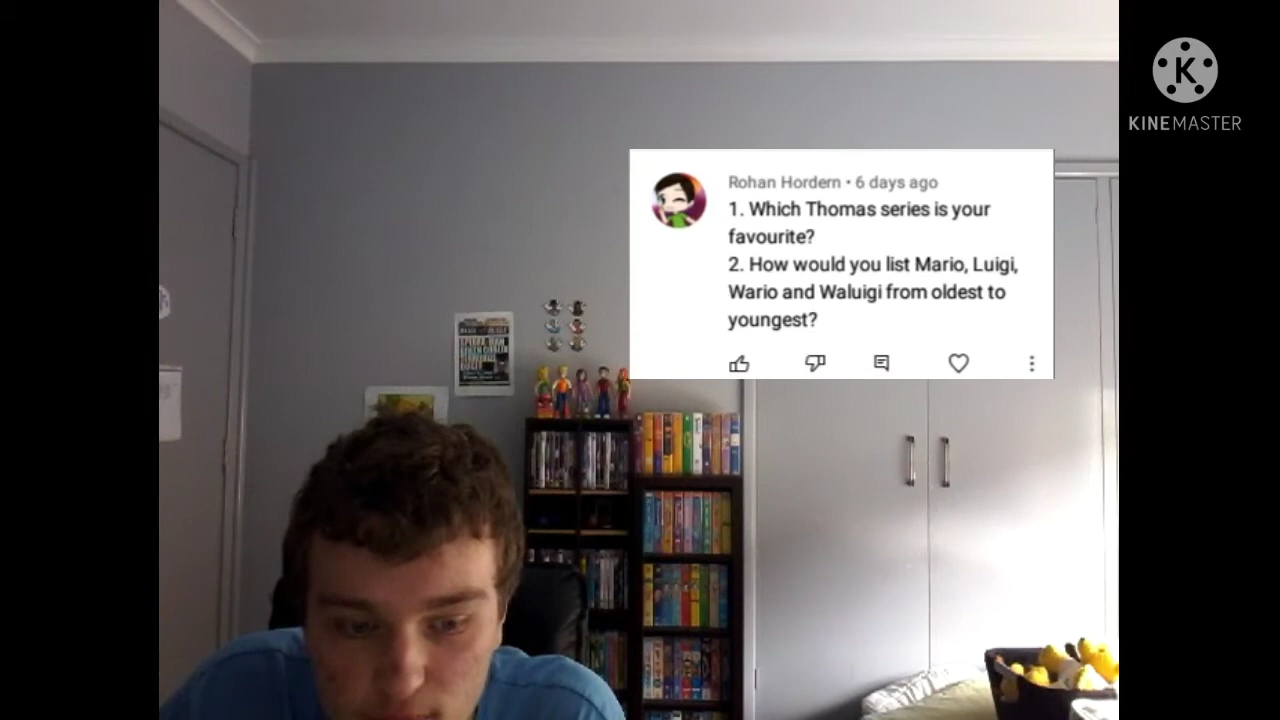 KINEMASTER
Rohan Hordern • 6 days ago
1. Which Thomas series is your
favourite?
2. How would you list Mario, Luigi,
Wario and Waluigi from oldest to
youngest?